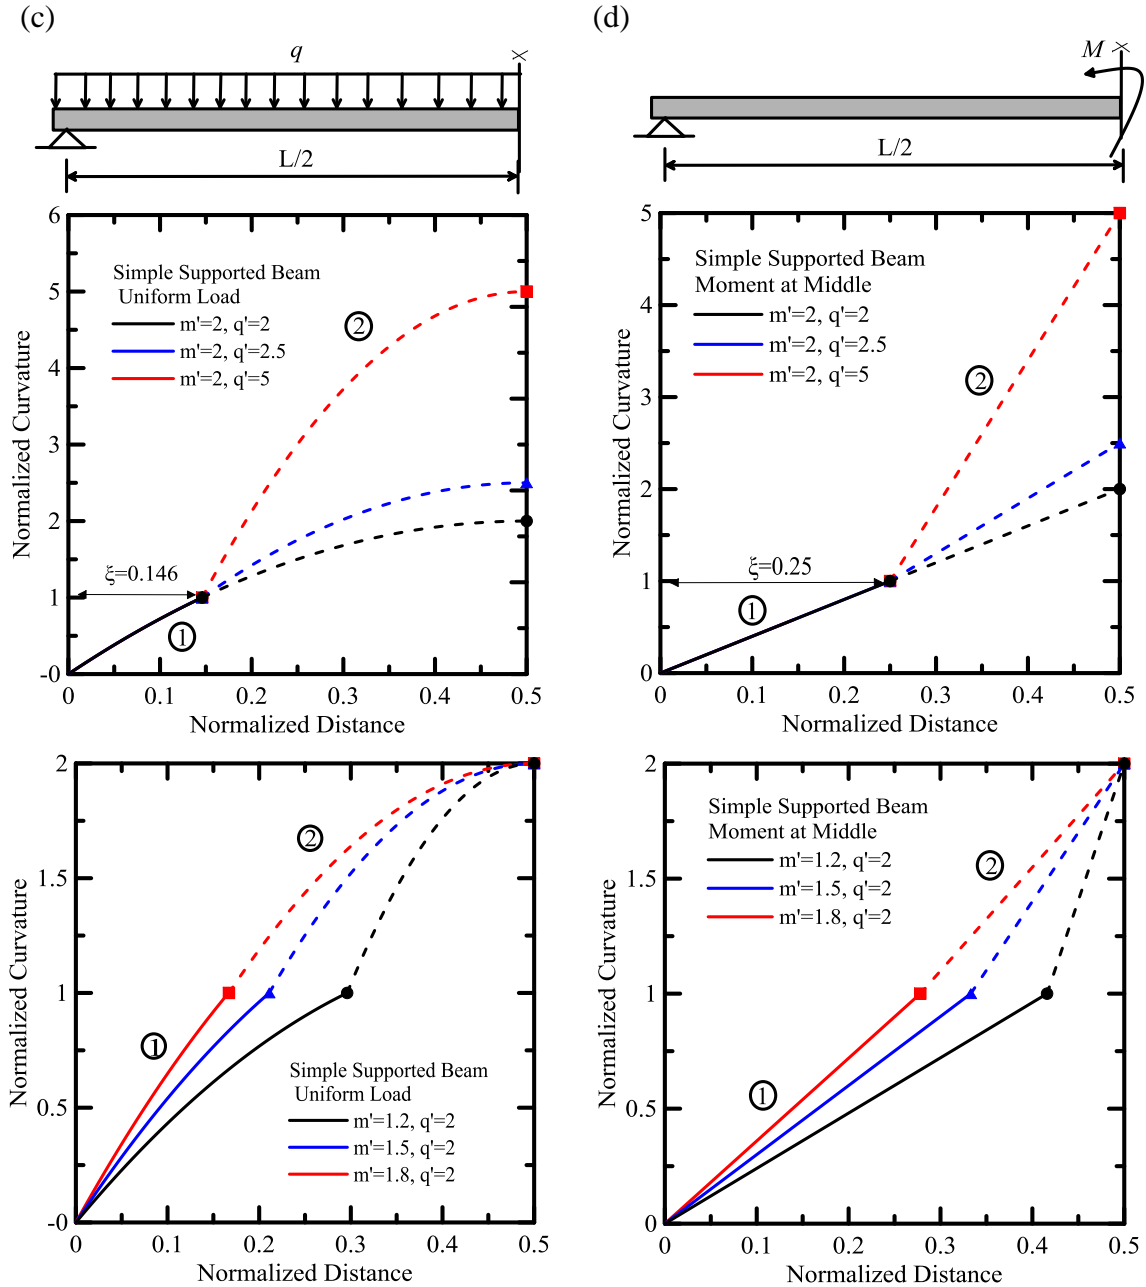 (c)
q
L/2
6
5
4
3
2
1
-0
Normalized Curvature
Simple Supported Beam
Uniform Load
m'=2, q'=2
m'=2, q'=2.5
m'=2, q'=5
2
ξ=0.146
1
0
0.1
0.2
0.3
0.4
0.5
Normalized Distance
2
1.5
1
0.5
-0
Normalized Curvature
2
1
Simple Supported Beam
Uniform Load
m'=1.2, q'=2
m'=1.5, q'=2
m'=1.8, q'=2
0
0.1
0.2
0.3
0.4
0.5
Normalized Distance
(d)
M
L/2
5
4
3
2
1
0
Normalized Curvature
Simple Supported Beam
Moment at Middle
m'=2, q'=2
m'=2, q'=2.5
m'=2, q'=5
2
ξ=0.25
1
0
0.1
0.2
0.3
0.4
0.5
Normalized Distance
2
1.5
1
0.5
0
Normalized Curvature
Simple Supported Beam
Moment at Middle
m'=1.2, q'=2
m'=1.5, q'=2
m'=1.8, q'=2
2
1
0
0.1
0.2
0.3
0.4
0.5
Normalized Distance